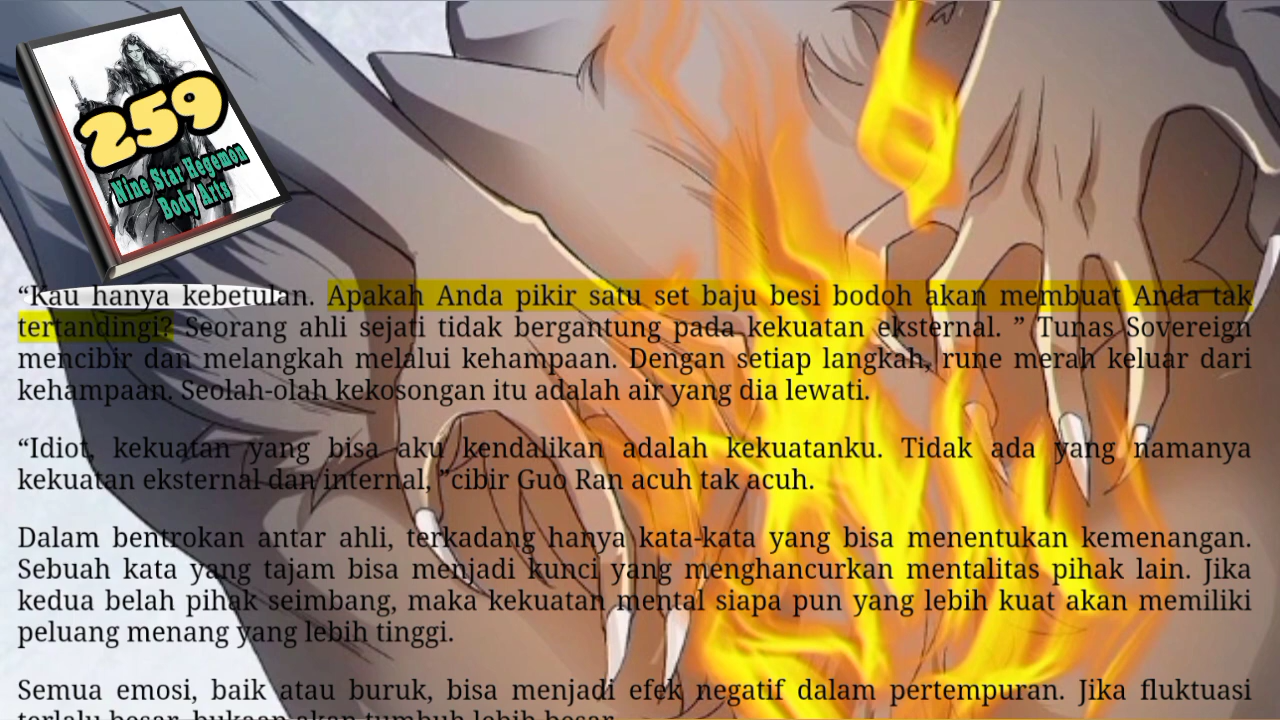 259
Nine Star Hegemon
Body Arts
“Kau hanya kebetulan. Apakah Anda pikir satu set baju besi bodoh akan membuat Anda tak
tertandingi? Seorang ahli sejati tidak bergantung pada kekuatan eksternal. ” Tunas Sovereign
mencibir dan melangkah melalui kehampaan. Dengan setiap langkah, rune merah keluar dari
kehampaan. Seolah-olah kekosongan itu adalah air yang dia lewati.
“Idiot, kekuatan yang bisa aku kendalikan adalah kekuatanku. Tidak ada yang namanya
kekuatan eksternal dan internal, ”cibir Guo Ran acuh tak acuh.
Dalam bentrokan antar ahli, terkadang hanya kata-kata yang bisa menentukan kemenangan.
Sebuah kata yang tajam bisa menjadi kunci yang menghancurkan mentalitas pihak lain. Jika
kedua belah pihak seimbang, maka kekuatan mental siapa pun yang lebih kuat akan memiliki
peluang menang yang lebih tinggi.
Semua emosi, baik atau buruk, bisa menjadi efek negatif dalam pertempuran. Jika fluktuasi
terlalu besar, bukaan akan tumbuh lebih besar.